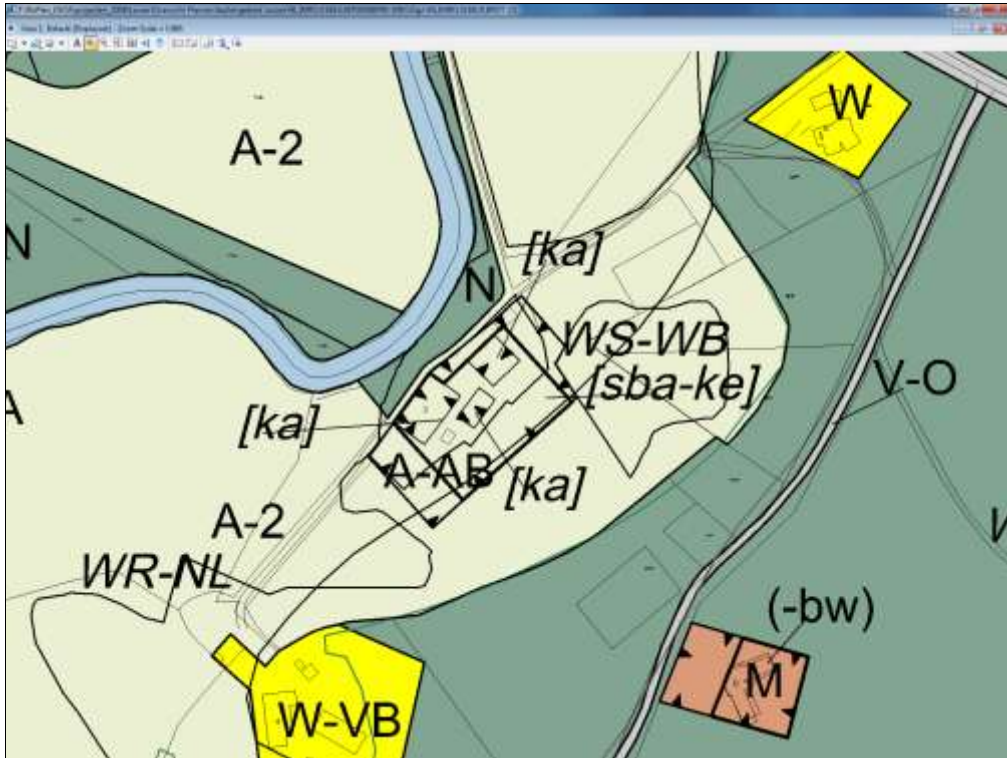 A-2
W
N
[ka]
N
WS-WB
[sba-ke]
V-O
A
[ka]
A-AB
[ka]
A-2
WR-NL
(-bw)
M
W-VB